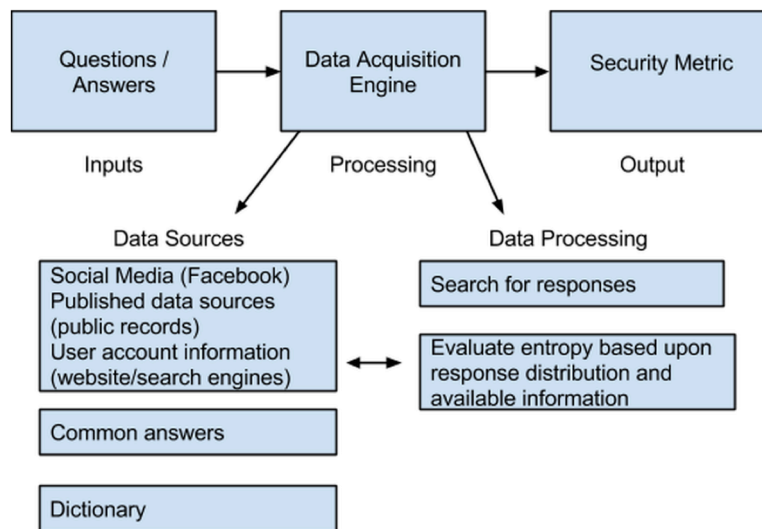 Questions /
Answers
Data Acquisition
Engine
Security Metric
Inputs
Processing
Output
Data Sources
Data Processing
Social Media (Facebook)
Published data sources
(public records)
User account information
(website/search engines)
Search for responses
Evaluate entropy based upon
response distribution and
available information
Common answers
Dictionary